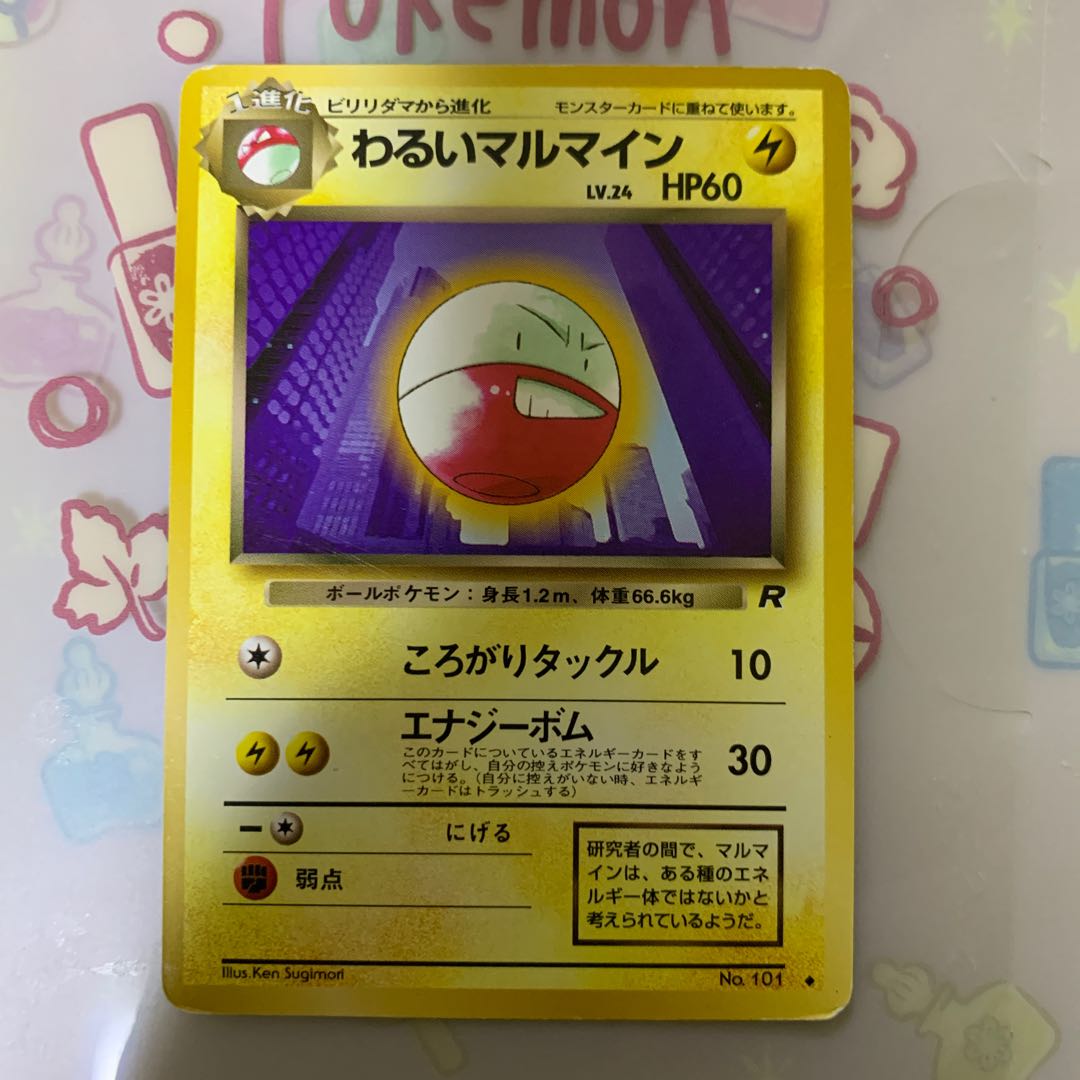 Pokémon
1進化 ビリリダマから進化 モンスターカードに重ねて使います。
わるいマルマイン
LV.24 HP60
ボールポケモン：身長1.2m、体重66.6kg R
ころがりタックル 10
エナジーボム
このカードについているエネルギーカードをす
べてはがし、自分の控えポケモンに好きなよう
につける。（自分に控えがいない時、エネルギ
ーカードはトラッシュする）
30
ー にげる
弱点
研究者の間で、マルマ
インは、ある種のエネ
ルギー体ではないかと
考えられているようだ。
Illus.Ken Sugimori No. 101